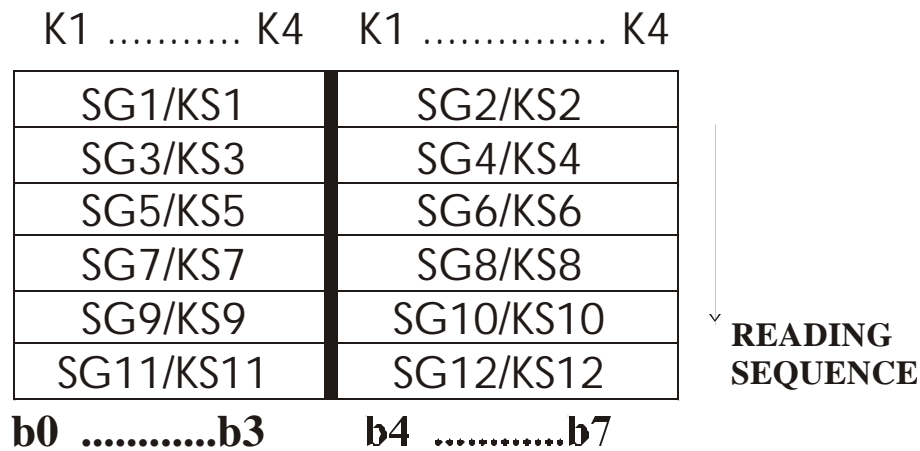 K1 ........... K4 K1 ............... K4
SG1/KS1 SG2/KS2
SG3/KS3 SG4/KS4
SG5/KS5 SG6/KS6
SG7/KS7 SG8/KS8
SG9/KS9 SG10/KS10
SG11/KS11 SG12/KS12
READING
SEQUENCE
b0 ............b3 b4 ............b7